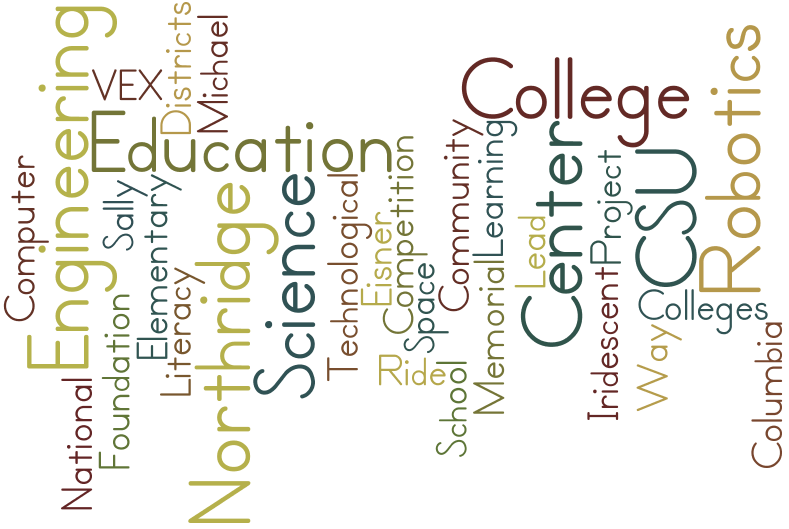 Engineering
VEX
Districts
Michael
College
Robotics
Education
Computer
Sally
Elementary
Literacy
Northridge
Science
Technological
Eisner
Competition
Community
Learning
Lead
Center
Project
CSU
Space
Memorial
Colleges
Foundation
National
Ride
School
Iridescent
Way
Columbia